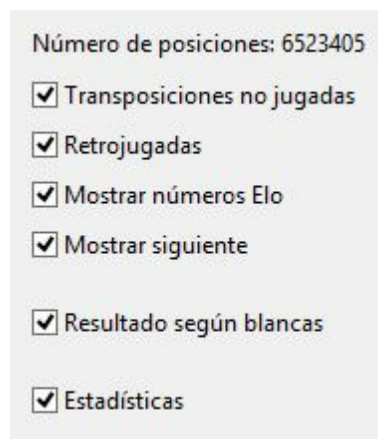 Número de posiciones: 6523405
Transposiciones no jugadas
Retrojugadas
Mostrar números Elo
Mostrar siguiente
Resultado según blancas
Estadísticas